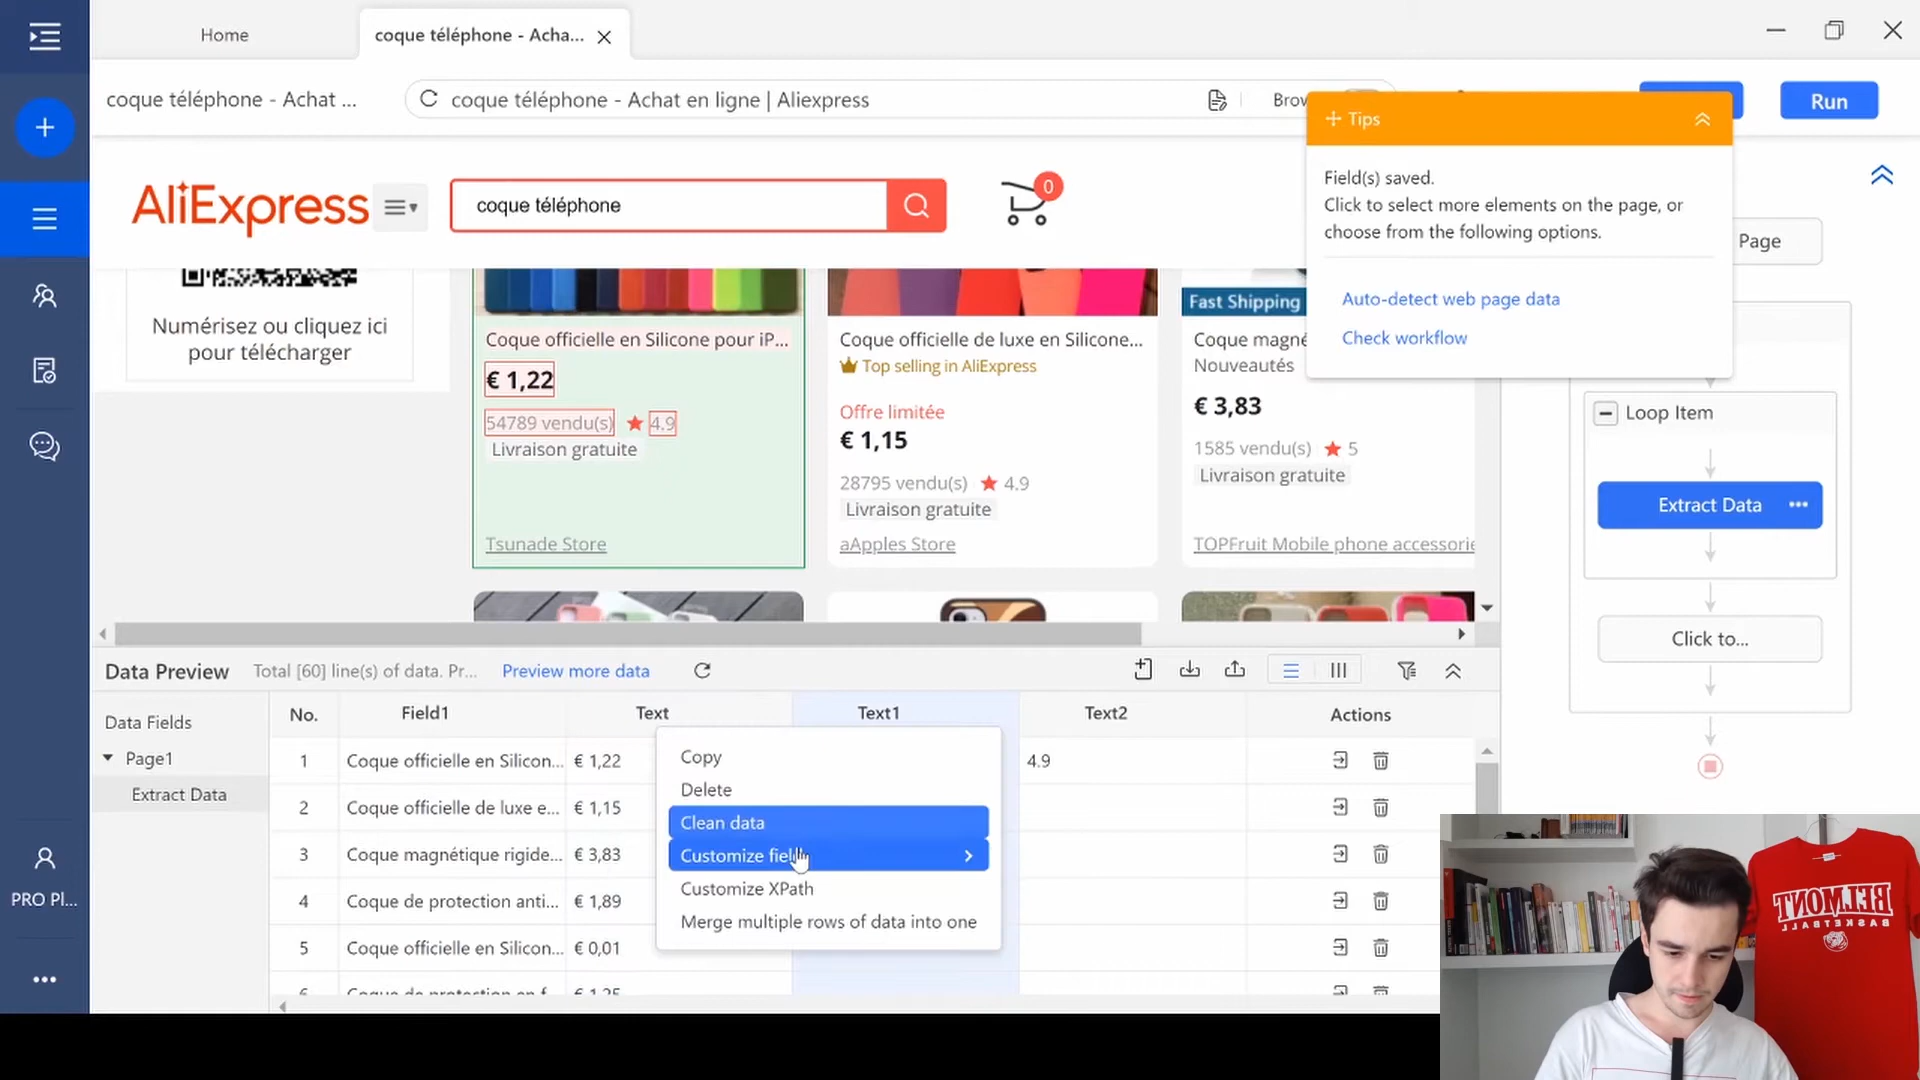 Home
coque téléphone - Acha...
coque téléphone - Achat ...
coque téléphone - Achat en ligne | Aliexpress
Run
Tips
Field(s) saved.
Click to select more elements on the page, or
choose from the following options.
Auto-detect web page data
Check workflow
AliExpress
coque téléphone
0
Page
Numérisez ou cliquez ici
pour télécharger
Coque officielle en Silicone pour iP...
€ 1,22
54789 vendu(s) 4.9
Livraison gratuite
Tsunade Store
Coque officielle de luxe en Silicone...
Top selling in AliExpress
Offre limitée
€ 1,15
28795 vendu(s) 4.9
Livraison gratuite
aApples Store
Fast Shipping
Nouveautés
€ 3,83
1585 vendu(s) 5
Livraison gratuite
TOPFruit Mobile phone
Loop Item
Extract Data
Click to...
Data Preview
Total [60] line(s) of data. Pr...
Preview more data
Data Fields
Page1
Extract Data
No. Field1 Text Text1 Text2 Actions
1 Coque officielle en Silicon... € 1,22 4.9
2 Coque officielle de luxe e... € 1,15
3 Coque magnétique rigide... € 3,83
4 Coque de protection anti... € 1,89
5 Coque officielle en Silicon... € 0,01
Copy
Delete
Clean data
Customize field
Customize XPath
Merge multiple rows of data into one
PRO Pl...
BELMONT
BASKETBALL